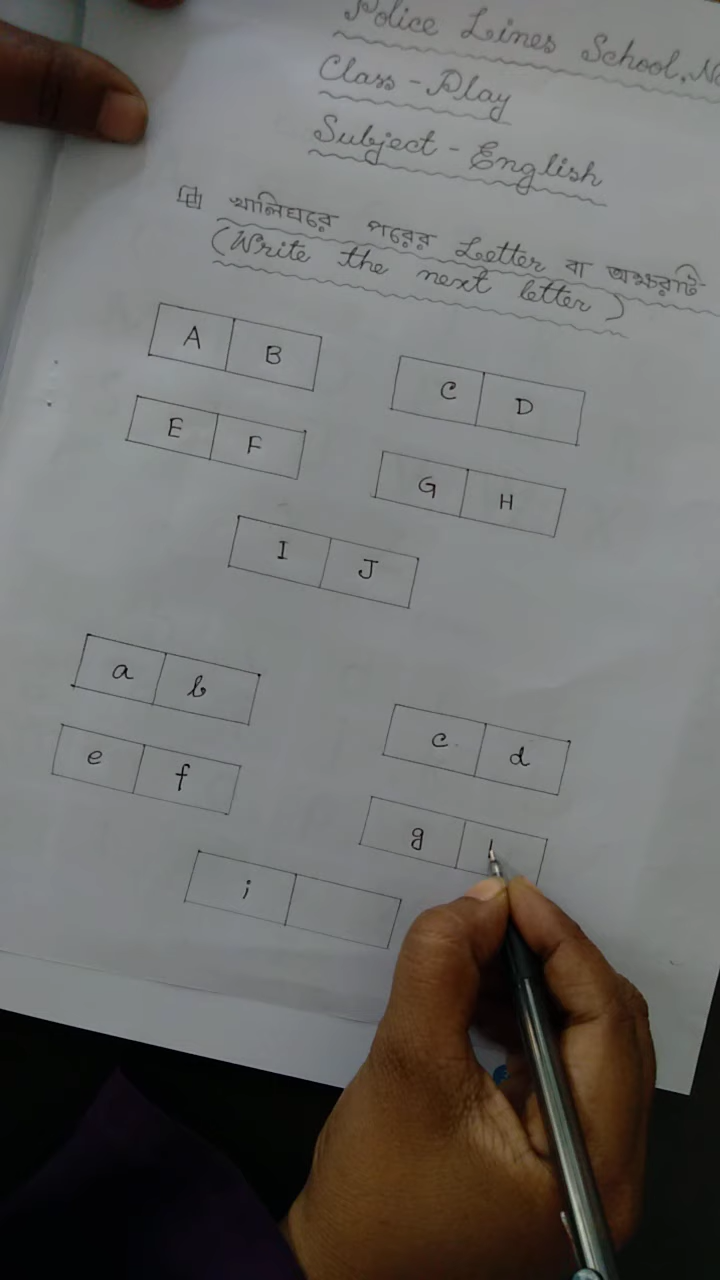 Police Lines School,
Class - Play
Subject - English
খালিঘরে পরের Letter বা অক্ষরটি
(Write the next letter)
A B
C D
E F
G H
I J
a b
c d
e f
g
i